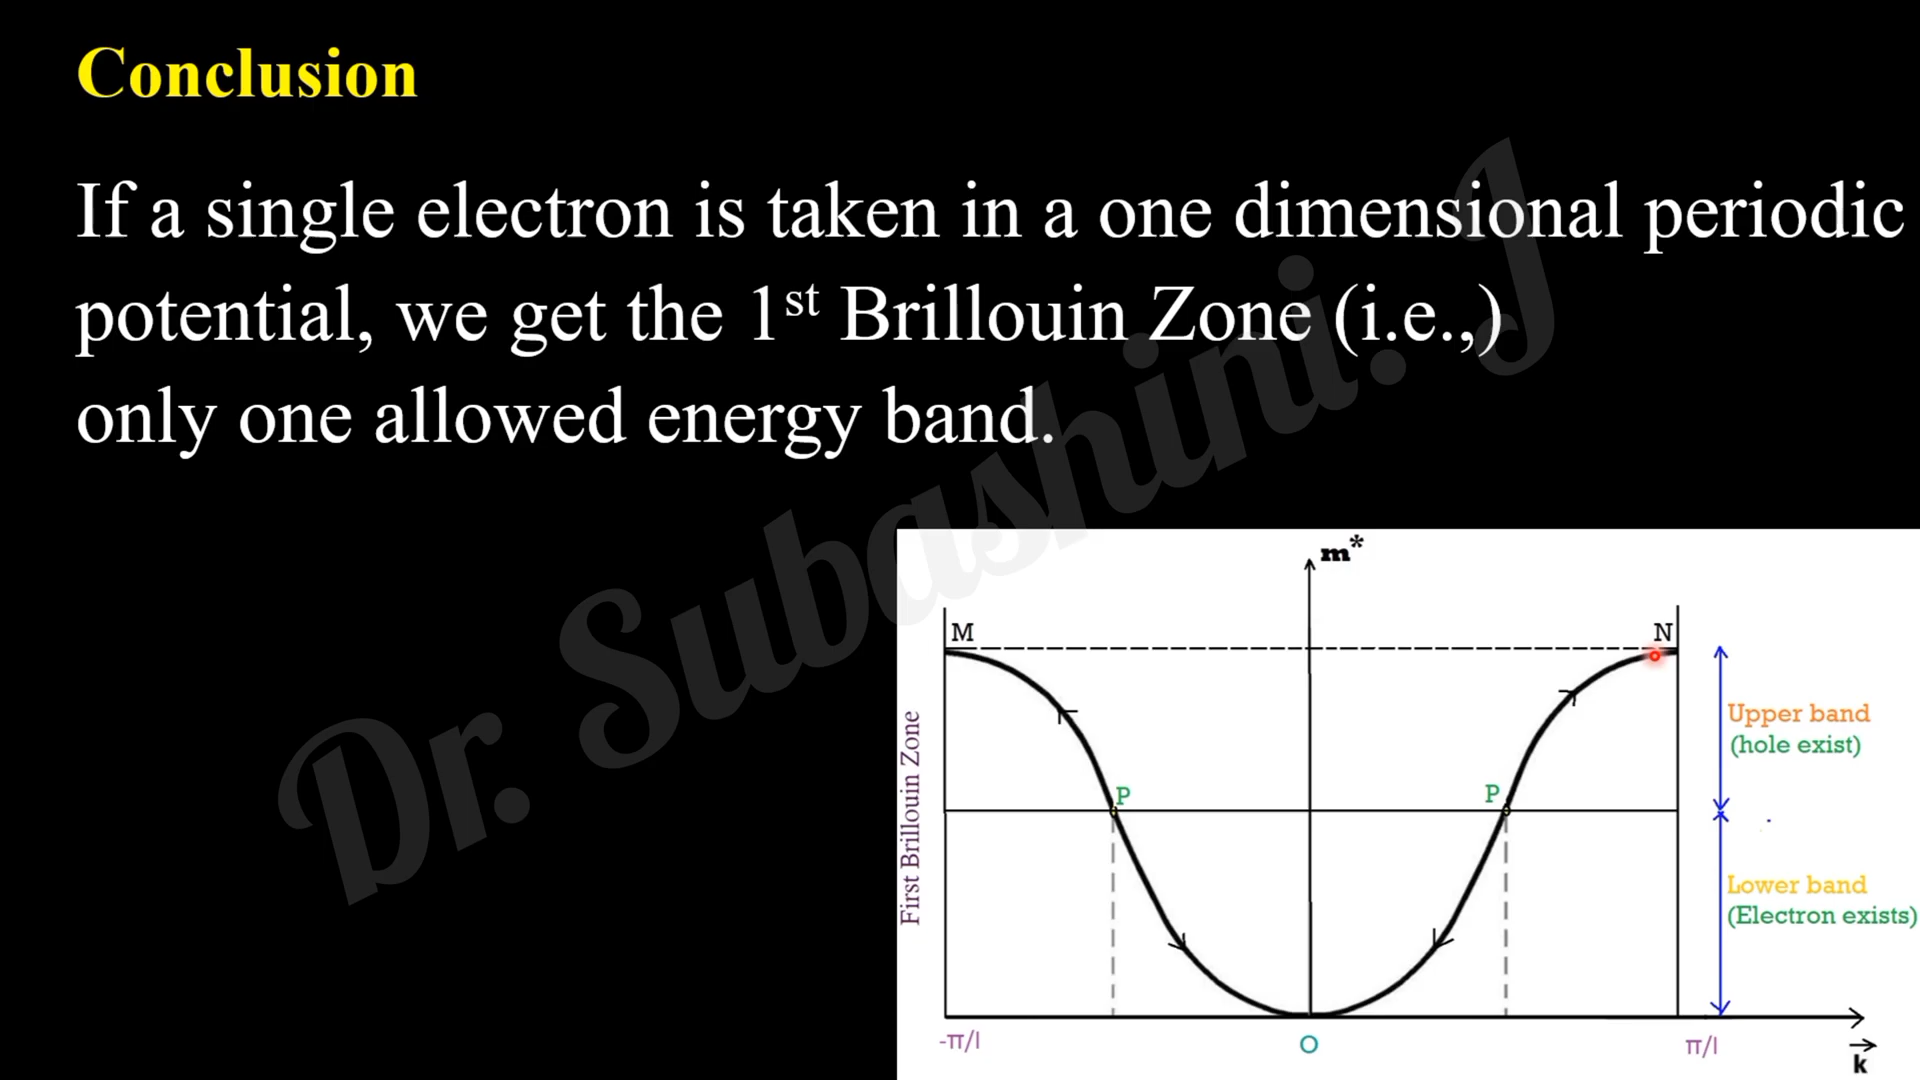 Conclusion
If a single electron is taken in a one dimensional periodic
potential, we get the 1st Brillouin Zone (i.e.,)
only one allowed energy band.
Dr. Subashini. J
m*
M
N
Upper band
(hole exist)
First Brillouin Zone
P
P
Lower band
(Electron exists)
-π/l
O
π/l
k